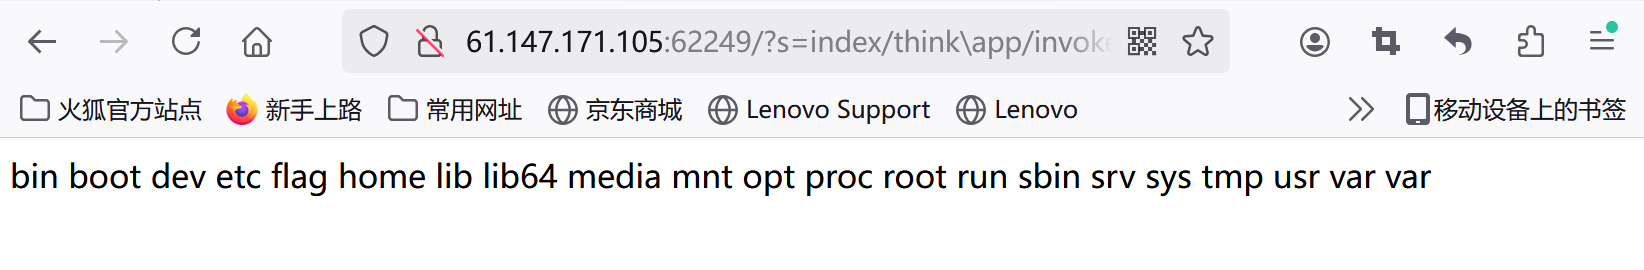 61.147.171.105:62249/?s=index/think\app/invoke
火狐官方站点 新手上路 常用网址 京东商城 Lenovo Support Lenovo 移动设备上的书签
bin boot dev etc flag home lib lib64 media mnt opt proc root run sbin srv sys tmp usr var var